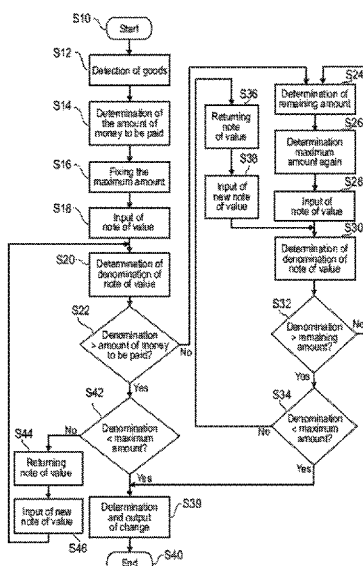 S10
Start
S12
Detection of goods
S14
Determination of
the amount of
money to be paid
S16
Fixing the
maximum amount
S18
Input of
note of value
S20
Determination of
denomination of
note of value
S22
Denomination
> amount of money
to be paid?
No
Yes
S42
Denomination
< maximum
amount?
No
Yes
S44
Returning
note of
value
Input of new
note of value
S46
S36
Returning
note
of value
S38
Input of
new note
of value
S24
Determination of
remaining amount
S26
Determination
maximum
amount again
S28
Input of
note of value
S30
Determination of
denomination of
note of value
S32
Denomination
> remaining
amount?
No
Yes
S34
Denomination
< maximum
amount?
No
Yes
S39
Determination
and output
of change
End
S40